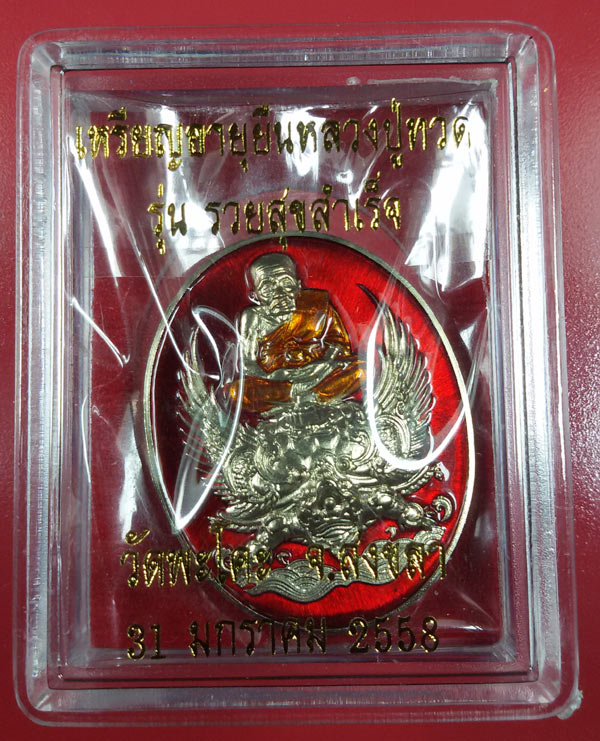 เหรียญอายุยืนหลวงปู่ทวด
รุ่น รวยสุขสำเร็จ
วัดพะโคะ จ.สงขลา
31 มกราคม 2558